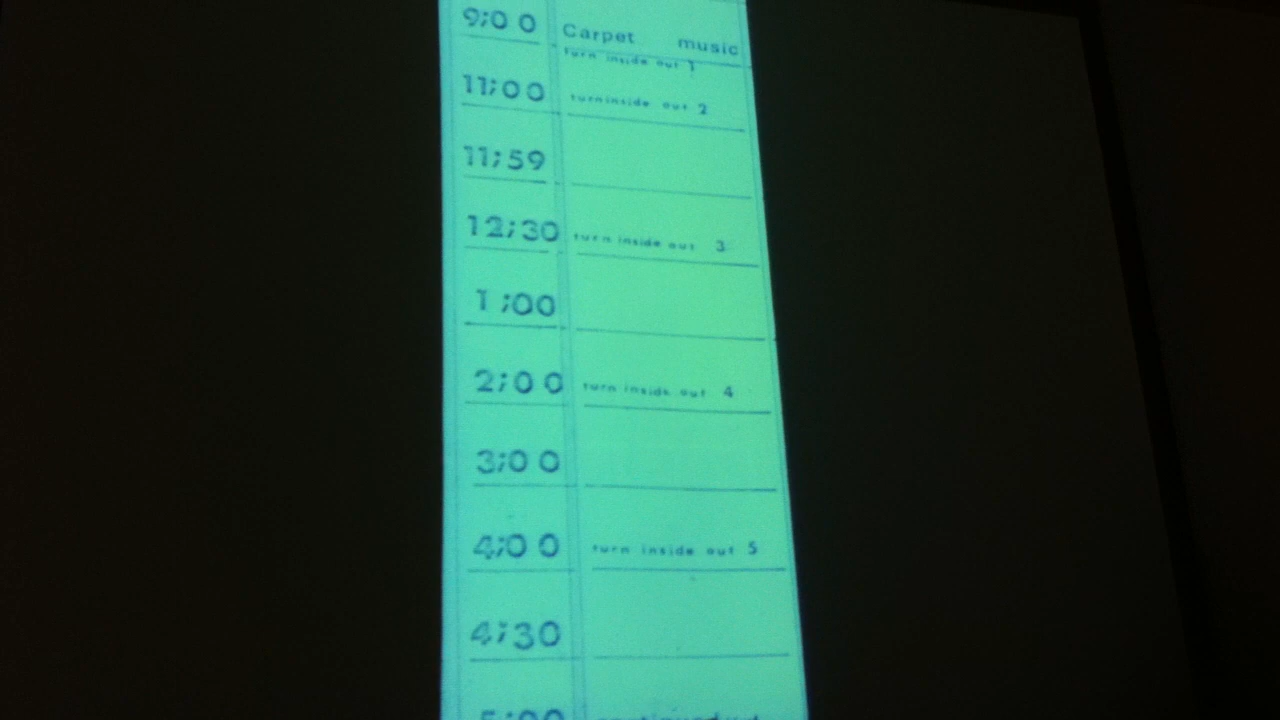 9;00 Carpet music
turn inside out 1
11;00 turninside out 2
11;59
12;30 turn inside out 3
1;00
2;00 turn inside out 4
3;00
4;00 turn inside out 5
4;30
5;00